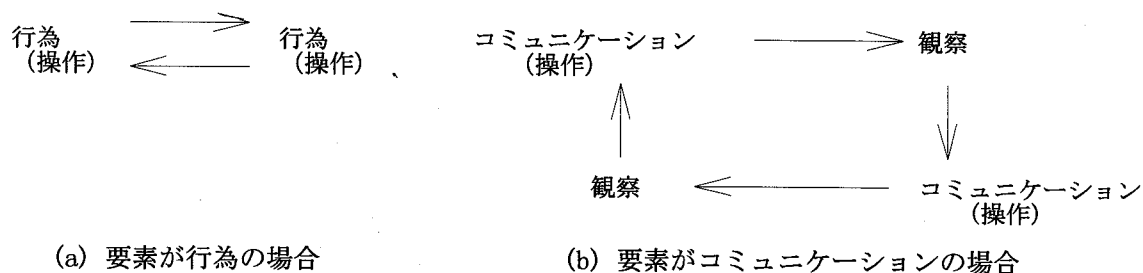 行為
(操作)
行為
(操作)
(a) 要素が行為の場合
コミュニケーション
(操作)
観察
観察
コミュニケーション
(操作)
(b) 要素がコミュニケーションの場合